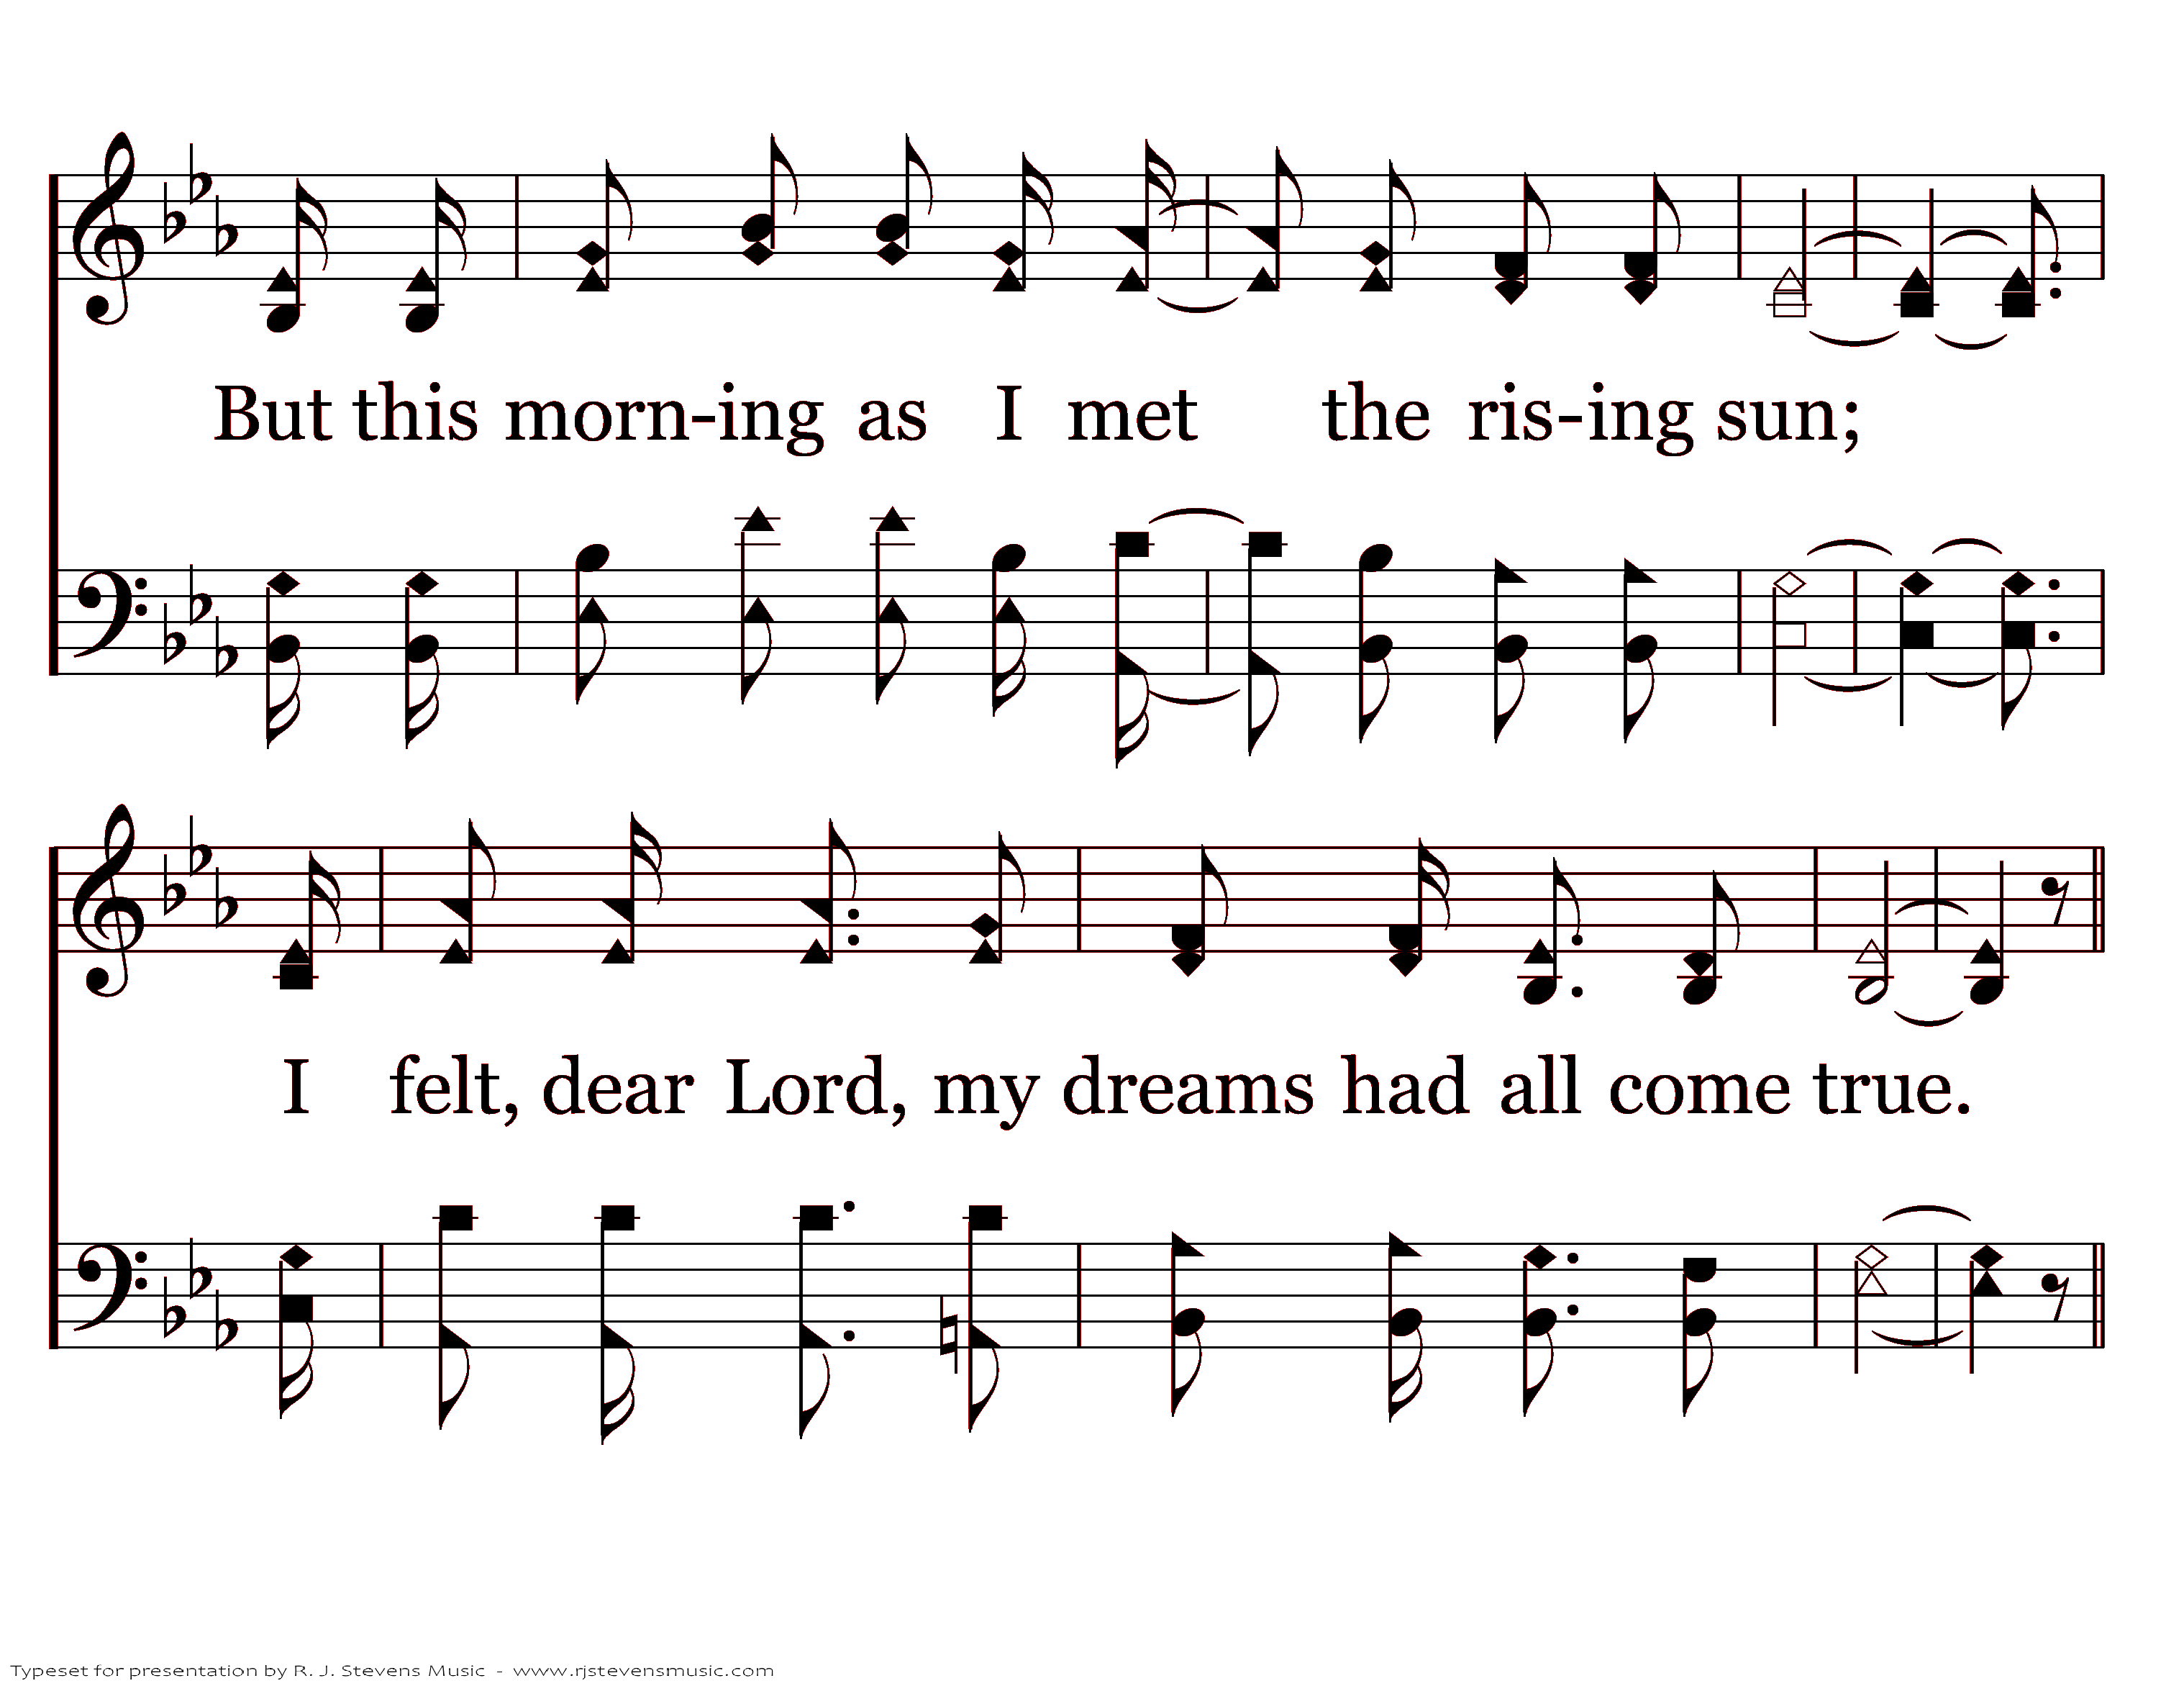 But this morn-ing as I met the ris-ing sun;
I felt, dear Lord, my dreams had all come true.
Typeset for presentation by R. J. Stevens Music - www.rjstevensmusic.com